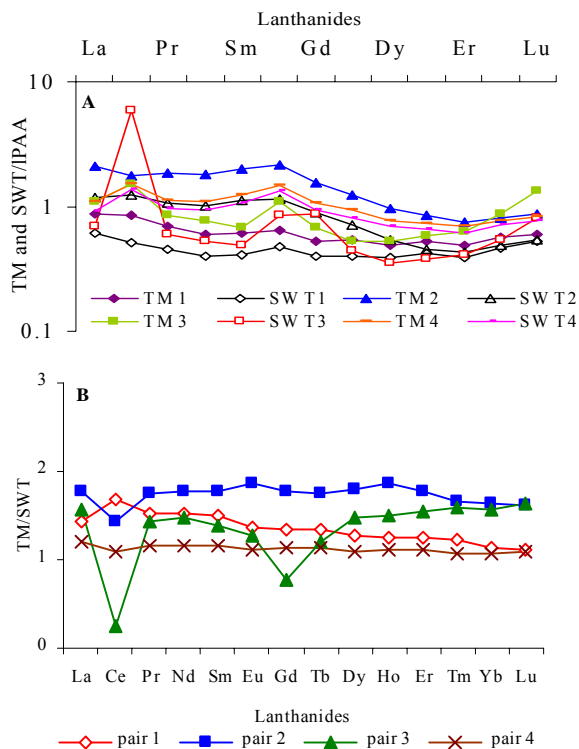 Lanthanides
La Pr Sm Gd Dy Er Lu
10
A
1
0.1
TM and SWT/IPAA
TM 1 SW T1 TM 2 SW T2
TM 3 SW T3 TM 4 SW T4
3
B
2
1
0
TM/SWT
La Ce Pr Nd Sm Eu Gd Tb Dy Ho Er Tm Yb Lu
Lanthanides
pair 1 pair 2 pair 3 pair 4